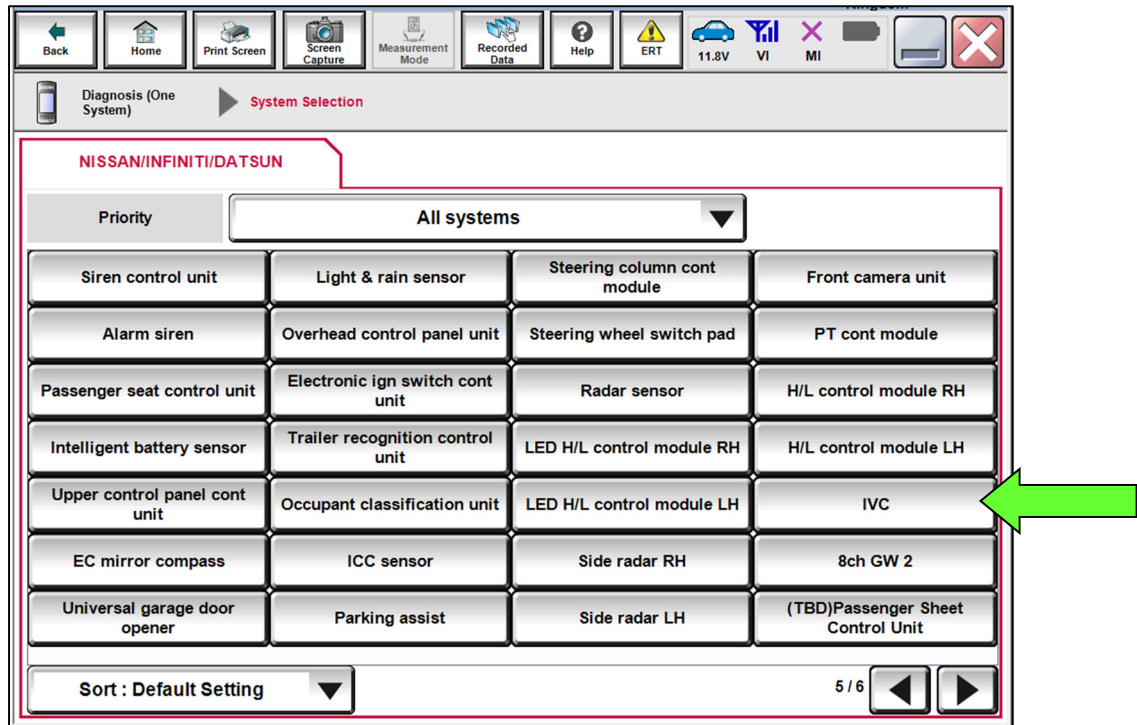 Back
Home
Print Screen
Screen
Capture
Measurement
Mode
Recorded
Data
Help
ERT
11.8V
VI
MI
Diagnosis (One
System)
System Selection
NISSAN/INFINITI/DATSUN
Priority
All systems
Siren control unit
Light & rain sensor
Steering column cont
module
Front camera unit
Alarm siren
Overhead control panel unit
Steering wheel switch pad
PT cont module
Passenger seat control unit
Electronic ign switch cont
unit
Radar sensor
H/L control module RH
Intelligent battery sensor
Trailer recognition control
unit
LED H/L control module RH
H/L control module LH
Upper control panel cont
unit
Occupant classification unit
LED H/L control module LH
IVC
EC mirror compass
ICC sensor
Side radar RH
8ch GW 2
Universal garage door
opener
Parking assist
Side radar LH
(TBD)Passenger Sheet
Control Unit
Sort : Default Setting
5 / 6